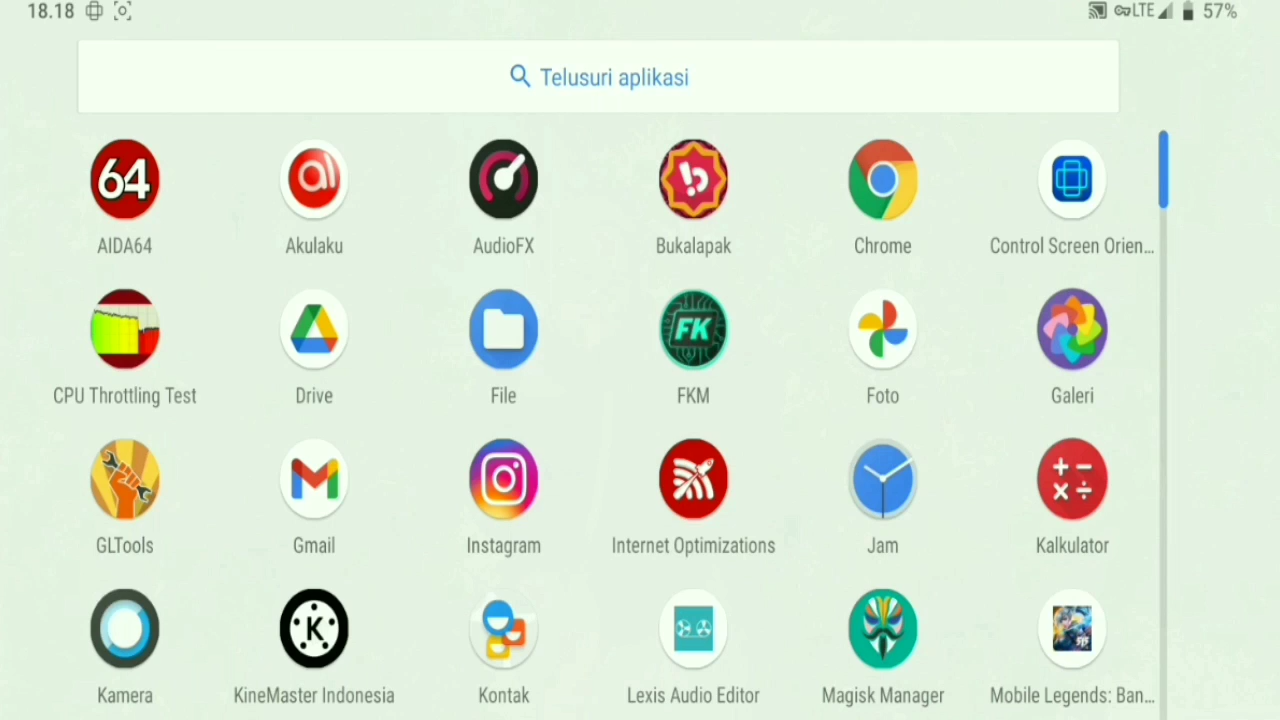 18.18
LTE
57%
Telusuri aplikasi
64
AIDA64
Akulaku
AudioFX
Bukalapak
Chrome
Control Screen Orien...
CPU Throttling Test
Drive
File
FK
FKM
Foto
Galeri
GLTools
Gmail
Instagram
Internet Optimizations
Jam
Kalkulator
Kamera
K
KineMaster Indonesia
Kontak
Lexis Audio Editor
Magisk Manager
Mobile Legends: Ban...